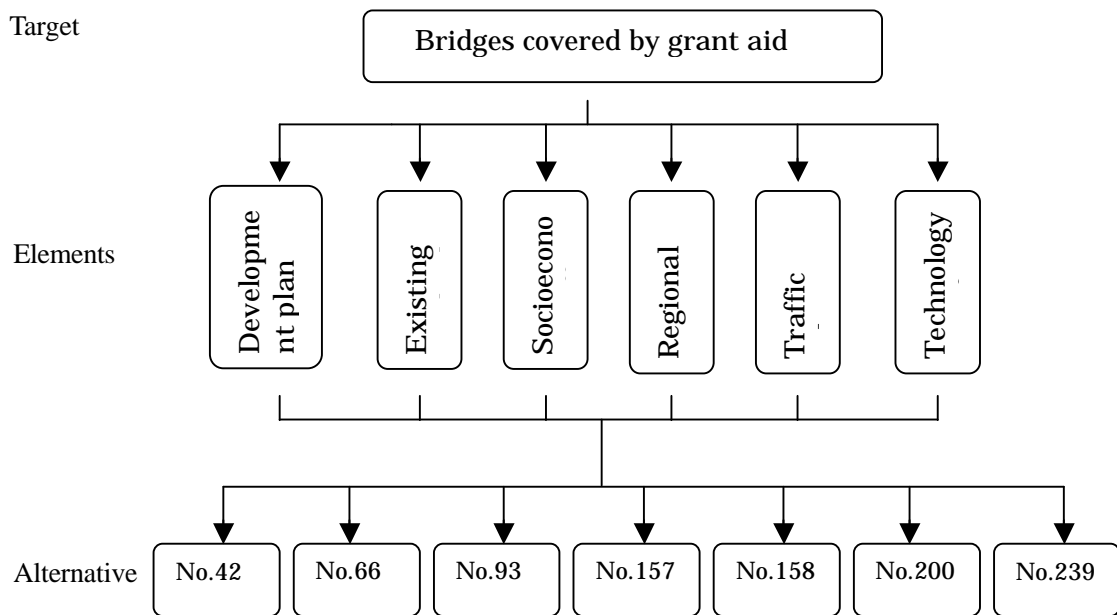 Target
Bridges covered by grant aid
Elements
Developme
nt plan
Existing
Socioecono
Regional
Traffic
Technology
Alternative
No.42
No.66
No.93
No.157
No.158
No.200
No.239